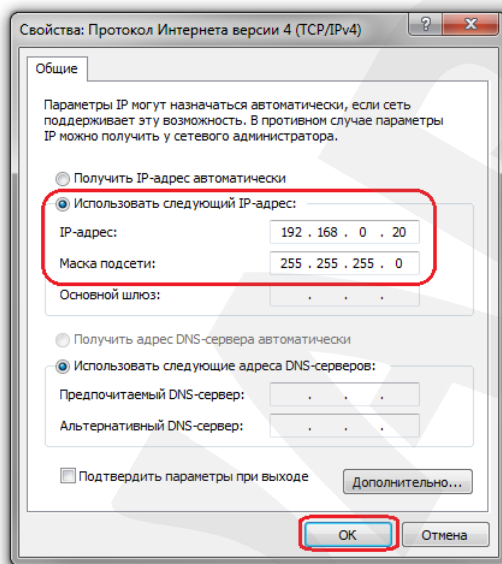 Свойства: Протокол Интернета версии 4 (TCP/IPv4)
Общие
Параметры IP могут назначаться автоматически, если сеть
поддерживает эту возможность. В противном случае параметры
IP можно получить у сетевого администратора.
Получить IP-адрес автоматически
Использовать следующий IP-адрес:
IP-адрес: 192 . 168 . 0 . 20
Маска подсети: 255 . 255 . 255 . 0
Основной шлюз: . . .
Получить адрес DNS-сервера автоматически
Использовать следующие адреса DNS-серверов:
Предпочитаемый DNS-сервер: . . .
Альтернативный DNS-сервер: . . .
Подтвердить параметры при выходе
Дополнительно...
OK Отмена